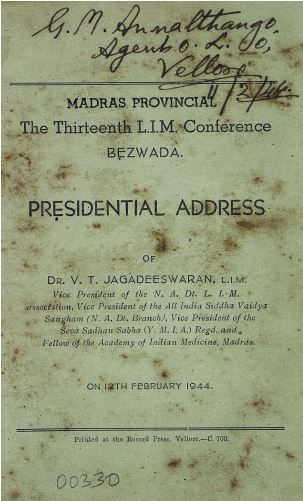 G. M. Annalthango,
Agent O. L. Jo,
Vellore
11/2/44.
MADRAS PROVINCIAL
The Thirteenth L.I.M. Conference
BEZWADA.
PRESIDENTIAL ADDRESS
OF
DR. V. T. JAGADEESWARAN, L.I.M.
Vice President of the N. A. Dt. L. I. M.
association, Vice President of the All India Siddha Vaidya
Sangham (N. A. Dt. Branch), Vice President of the
Seva Sadhan Sabha (Y. M. I. A.) Regd. and
Fellow of the Academy of Indian Medicine, Madras.
ON 12TH FEBRUARY 1944.
Printed at the Record Press, Vellore.—C. 700.
00330